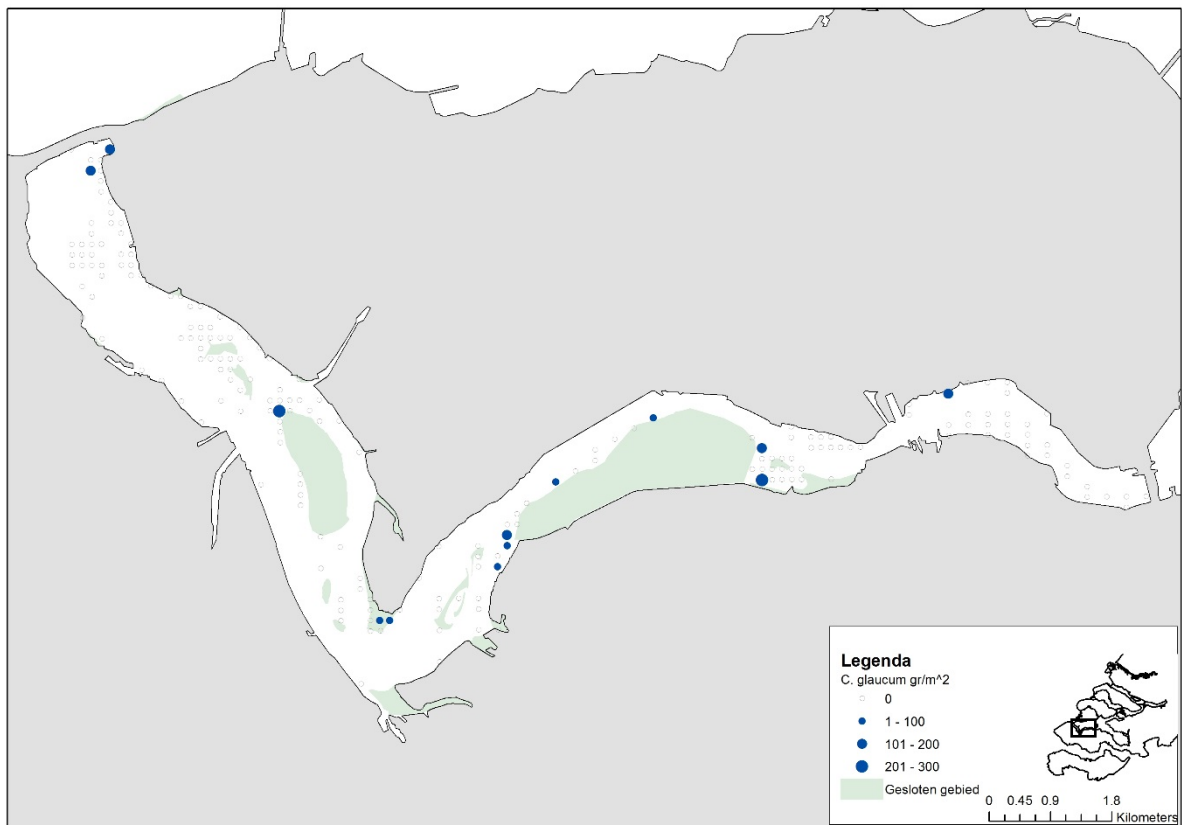 Legenda
C. glaucum gr/m^2
0
1 - 100
101 - 200
201 - 300
Gesloten gebied
0 0.45 0.9 1.8
Kilometers